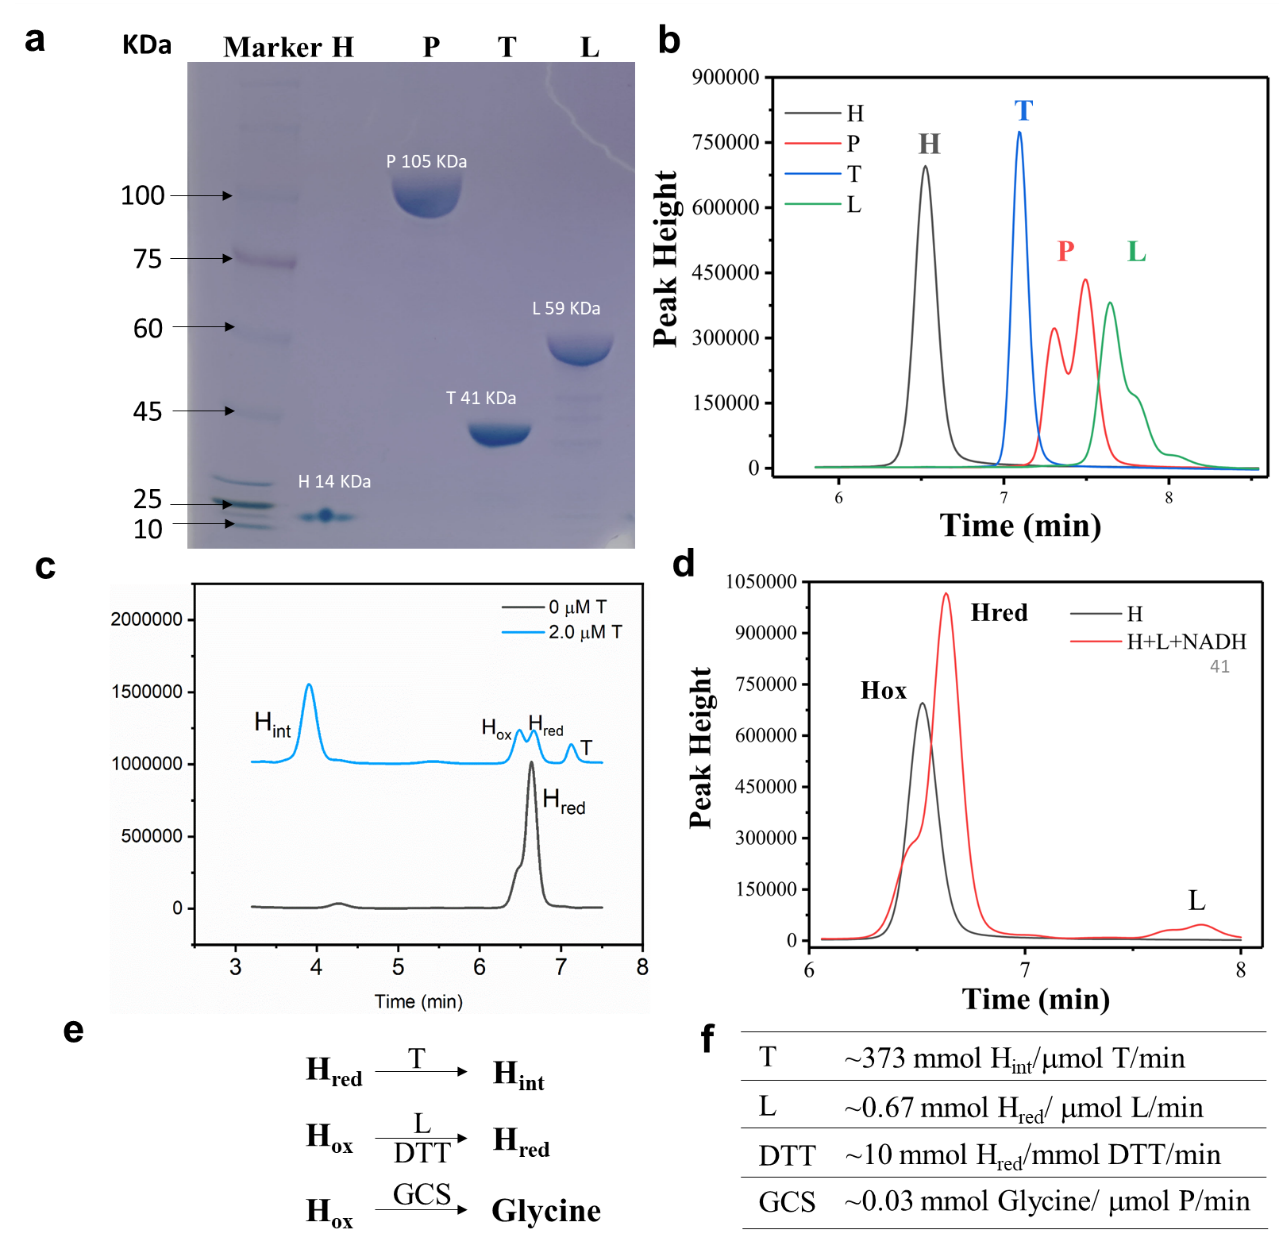 a
KDa Marker H P T L
P 105 KDa
100
75
L 59 KDa
60
T 41 KDa
45
H 14 KDa
25
10
b
900000
750000
600000
450000
300000
150000
0
Peak Height
H
P
T
L
H
T
P
L
6 7 8
Time (min)
c
2000000
1500000
1000000
500000
0
0 μM T
2.0 μM T
Hint
Hox Hred
T
Hred
3 4 5 6 7 8
Time (min)
d
1050000
900000
750000
600000
450000
300000
150000
0
Peak Height
Hox
Hred
H
H+L+NADH
41
L
6 7 8
Time (min)
e
Hred T Hint
Hox L DTT Hred
Hox GCS Glycine
f
T ~373 mmol Hint/μmol T/min
L ~0.67 mmol Hred/ μmol L/min
DTT ~10 mmol Hred/mmol DTT/min
GCS ~0.03 mmol Glycine/ μmol P/min